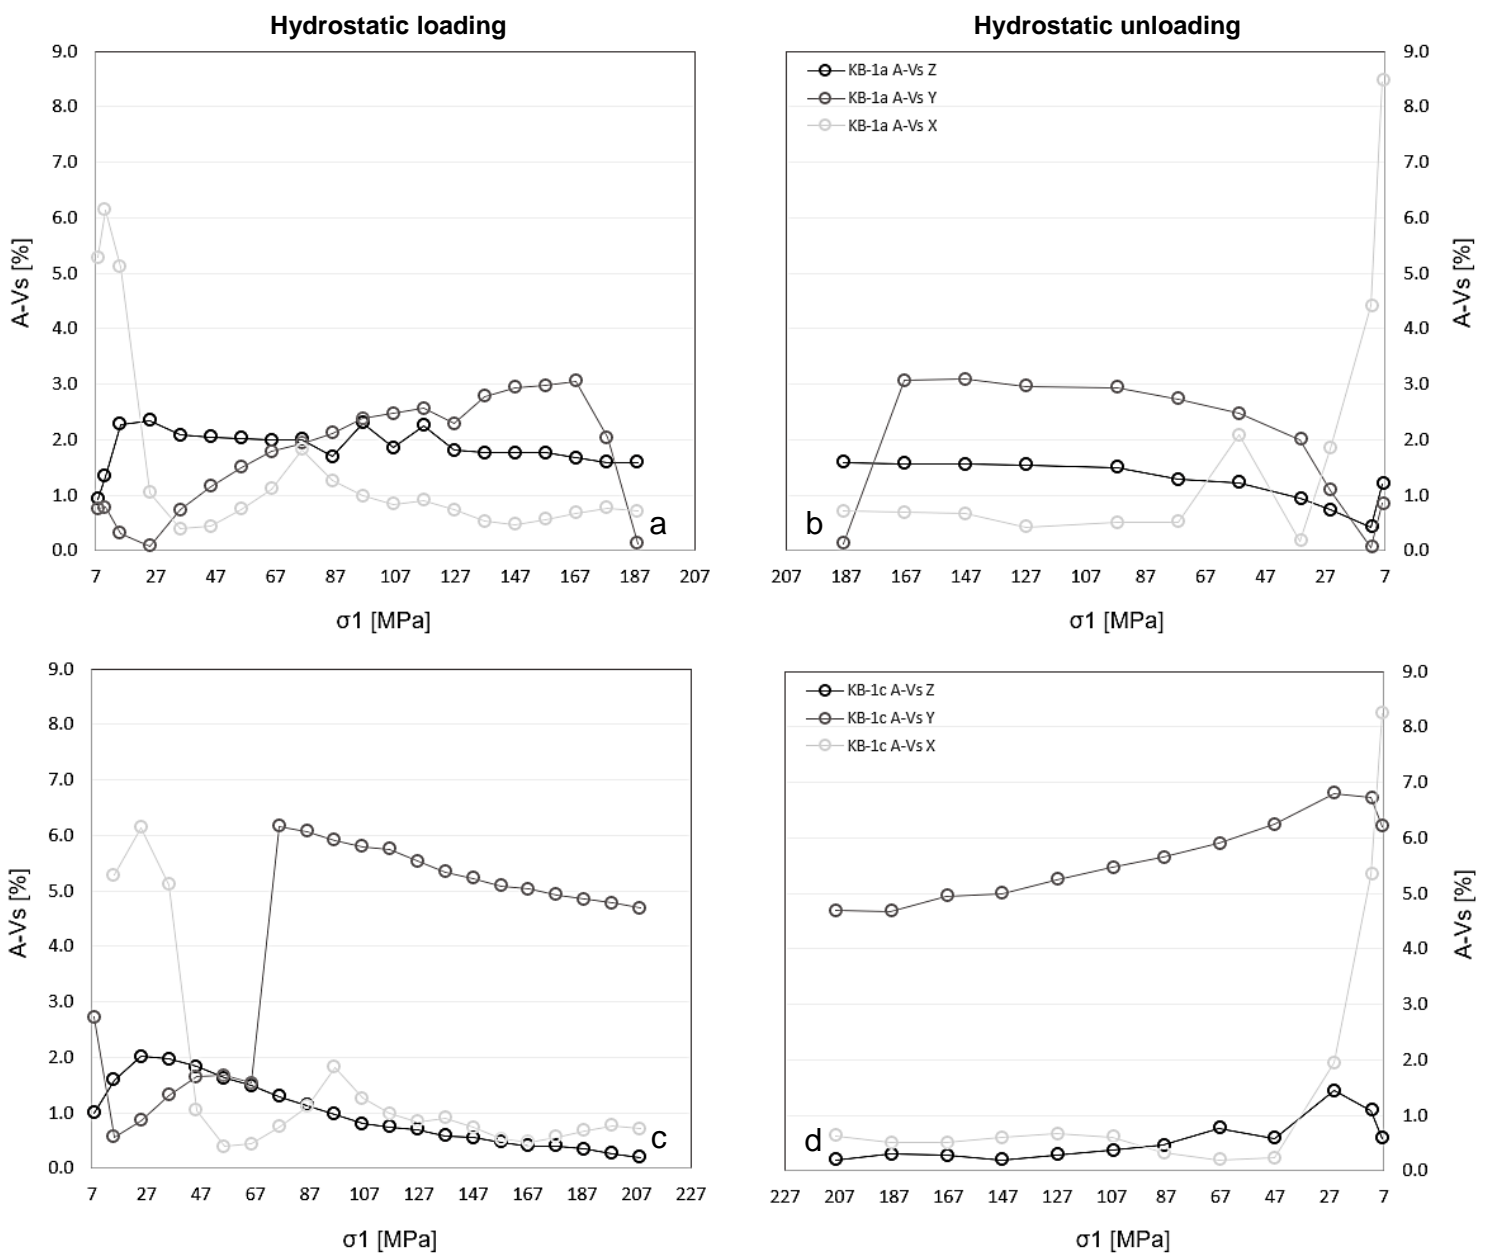 Hydrostatic loading
Hydrostatic unloading
9.0
8.0
7.0
6.0
5.0
4.0
3.0
2.0
1.0
0.0
A-Vs [%]
7 27 47 67 87 107 127 147 167 187 207
σ1 [MPa]
a
KB-1a A-Vs Z
KB-1a A-Vs Y
KB-1a A-Vs X
b
207 187 167 147 127 107 87 67 47 27 7
σ1 [MPa]
9.0
8.0
7.0
6.0
5.0
4.0
3.0
2.0
1.0
0.0
A-Vs [%]
9.0
8.0
7.0
6.0
5.0
4.0
3.0
2.0
1.0
0.0
A-Vs [%]
7 27 47 67 87 107 127 147 167 187 207 227
σ1 [MPa]
c
KB-1c A-Vs Z
KB-1c A-Vs Y
KB-1c A-Vs X
d
227 207 187 167 147 127 107 87 67 47 27 7
σ1 [MPa]
9.0
8.0
7.0
6.0
5.0
4.0
3.0
2.0
1.0
0.0
A-Vs [%]